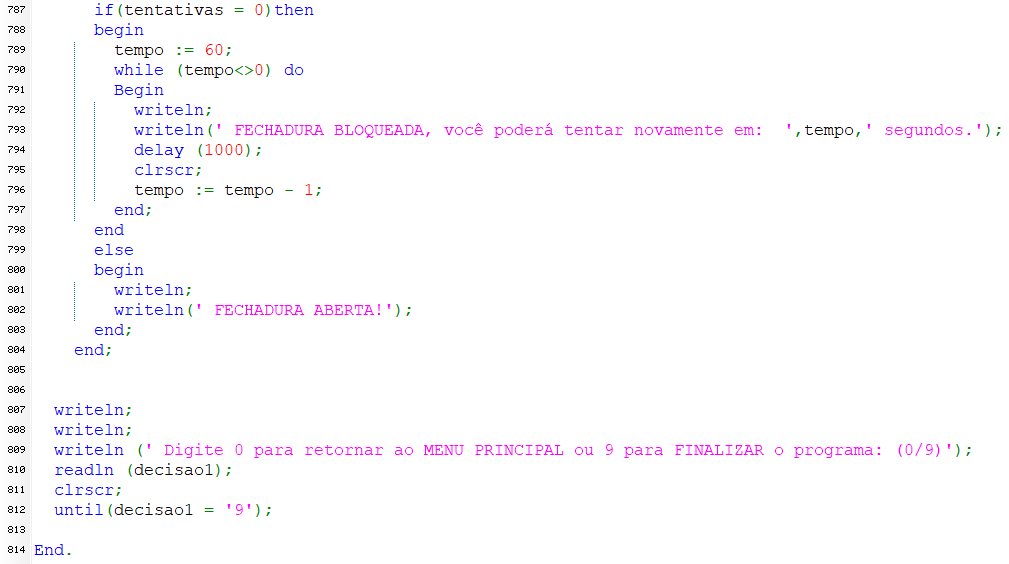 787 if(tentativas = 0)then
788 begin
789 tempo := 60;
790 while (tempo<>0) do
791 Begin
792 writeln;
793 writeln(' FECHADURA BLOQUEADA, você poderá tentar novamente em:  ',tempo,' segundos.');
794 delay (1000);
795 clrscr;
796 tempo := tempo - 1;
797 end;
798 end
799 else
800 begin
801 writeln;
802 writeln(' FECHADURA ABERTA!');
803 end;
804 end;
805
806
807 writeln;
808 writeln;
809 writeln (' Digite 0 para retornar ao MENU PRINCIPAL ou 9 para FINALIZAR o programa: (0/9)');
810 readln (decisao1);
811 clrscr;
812 until(decisao1 = '9');
813
814 End.